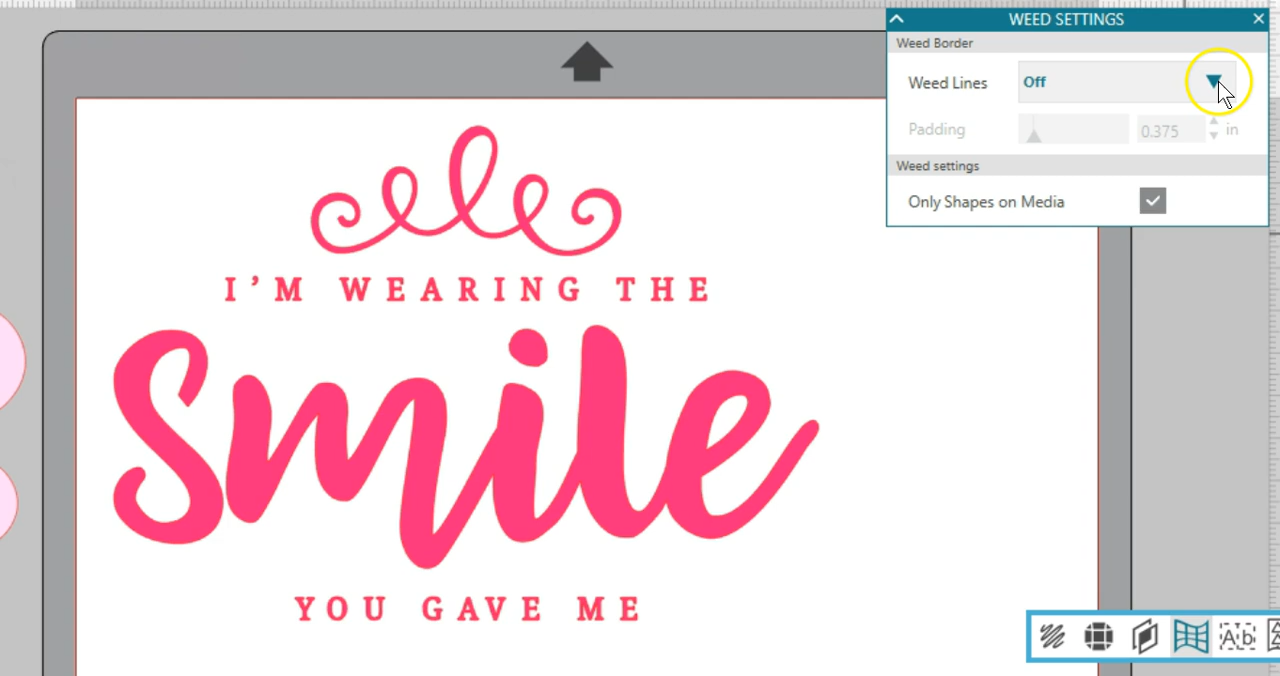 WEED SETTINGS
Weed Border
Weed Lines Off
Padding 0.375 in
Weed settings
Only Shapes on Media
I'M WEARING THE
Smile
YOU GAVE ME
Ab